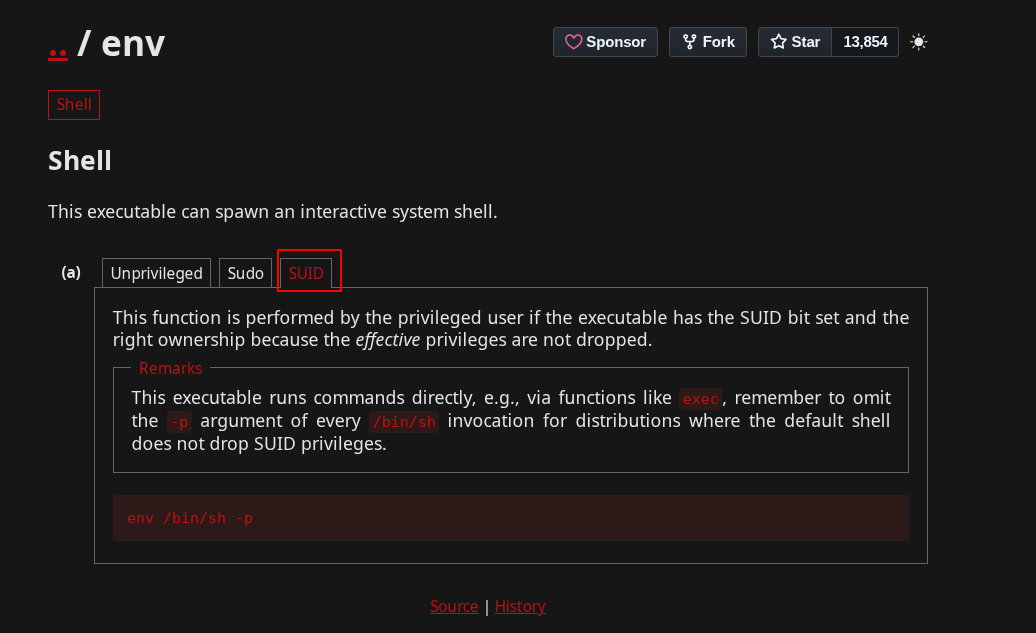 .. / env
Sponsor Fork Star 13,854
Shell
Shell
This executable can spawn an interactive system shell.
(a) Unprivileged Sudo SUID
This function is performed by the privileged user if the executable has the SUID bit set and the
right ownership because the effective privileges are not dropped.
Remarks
This executable runs commands directly, e.g., via functions like exec, remember to omit
the -p argument of every /bin/sh invocation for distributions where the default shell
does not drop SUID privileges.
env /bin/sh -p
Source | History